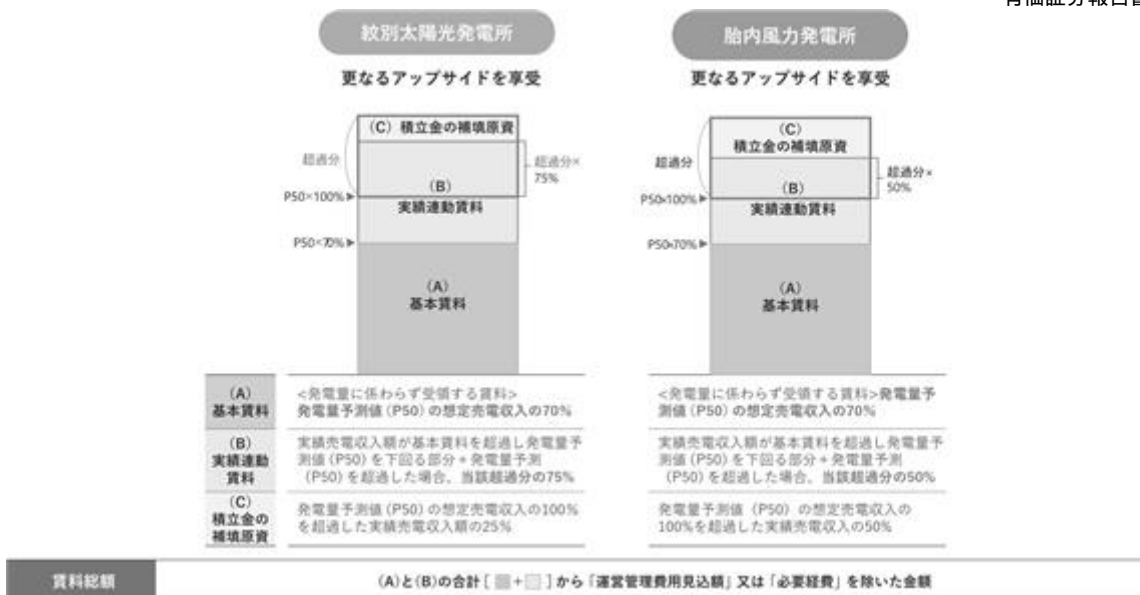 紋別太陽光発電所
更なるアップサイドを享受
(C) 積立金の補填原資
超過分
超過分×
75%
(B)
P50×100%▶
実績連動賃料
P50×70%▶
(A)
基本賃料
胎内風力発電所
更なるアップサイドを享受
(C)
積立金の補填原資
超過分
超過分×
50%
(B)
P50×100%▶
実績連動賃料
P50×70%▶
(A)
基本賃料
(A)
基本賃料
<発電量に係わらず受領する賃料>
発電量予測値(P50)の想定売電収入の70%
<発電量に係わらず受領する賃料>発電量予
測値(P50)の想定売電収入の70%
(B)
実績連動
賃料
実績売電収入額が基本賃料を超過し発電量予
測値(P50)を下回る部分+発電量予測
(P50)を超過した場合、当該超過分の75%
実績売電収入額が基本賃料を超過し発電量予
測値(P50)を下回る部分+発電量予測
(P50)を超過した場合、当該超過分の50%
(C)
積立金の
補填原資
発電量予測値(P50)の想定売電収入の100%
を超過した実績売電収入額の25%
発電量予測値(P50)の想定売電収入の
100%を超過した実績売電収入の50%
賃料総額
(A)と(B)の合計[ ■+□ ]から「運営管理費用見込額」又は「必要経費」を除いた金額